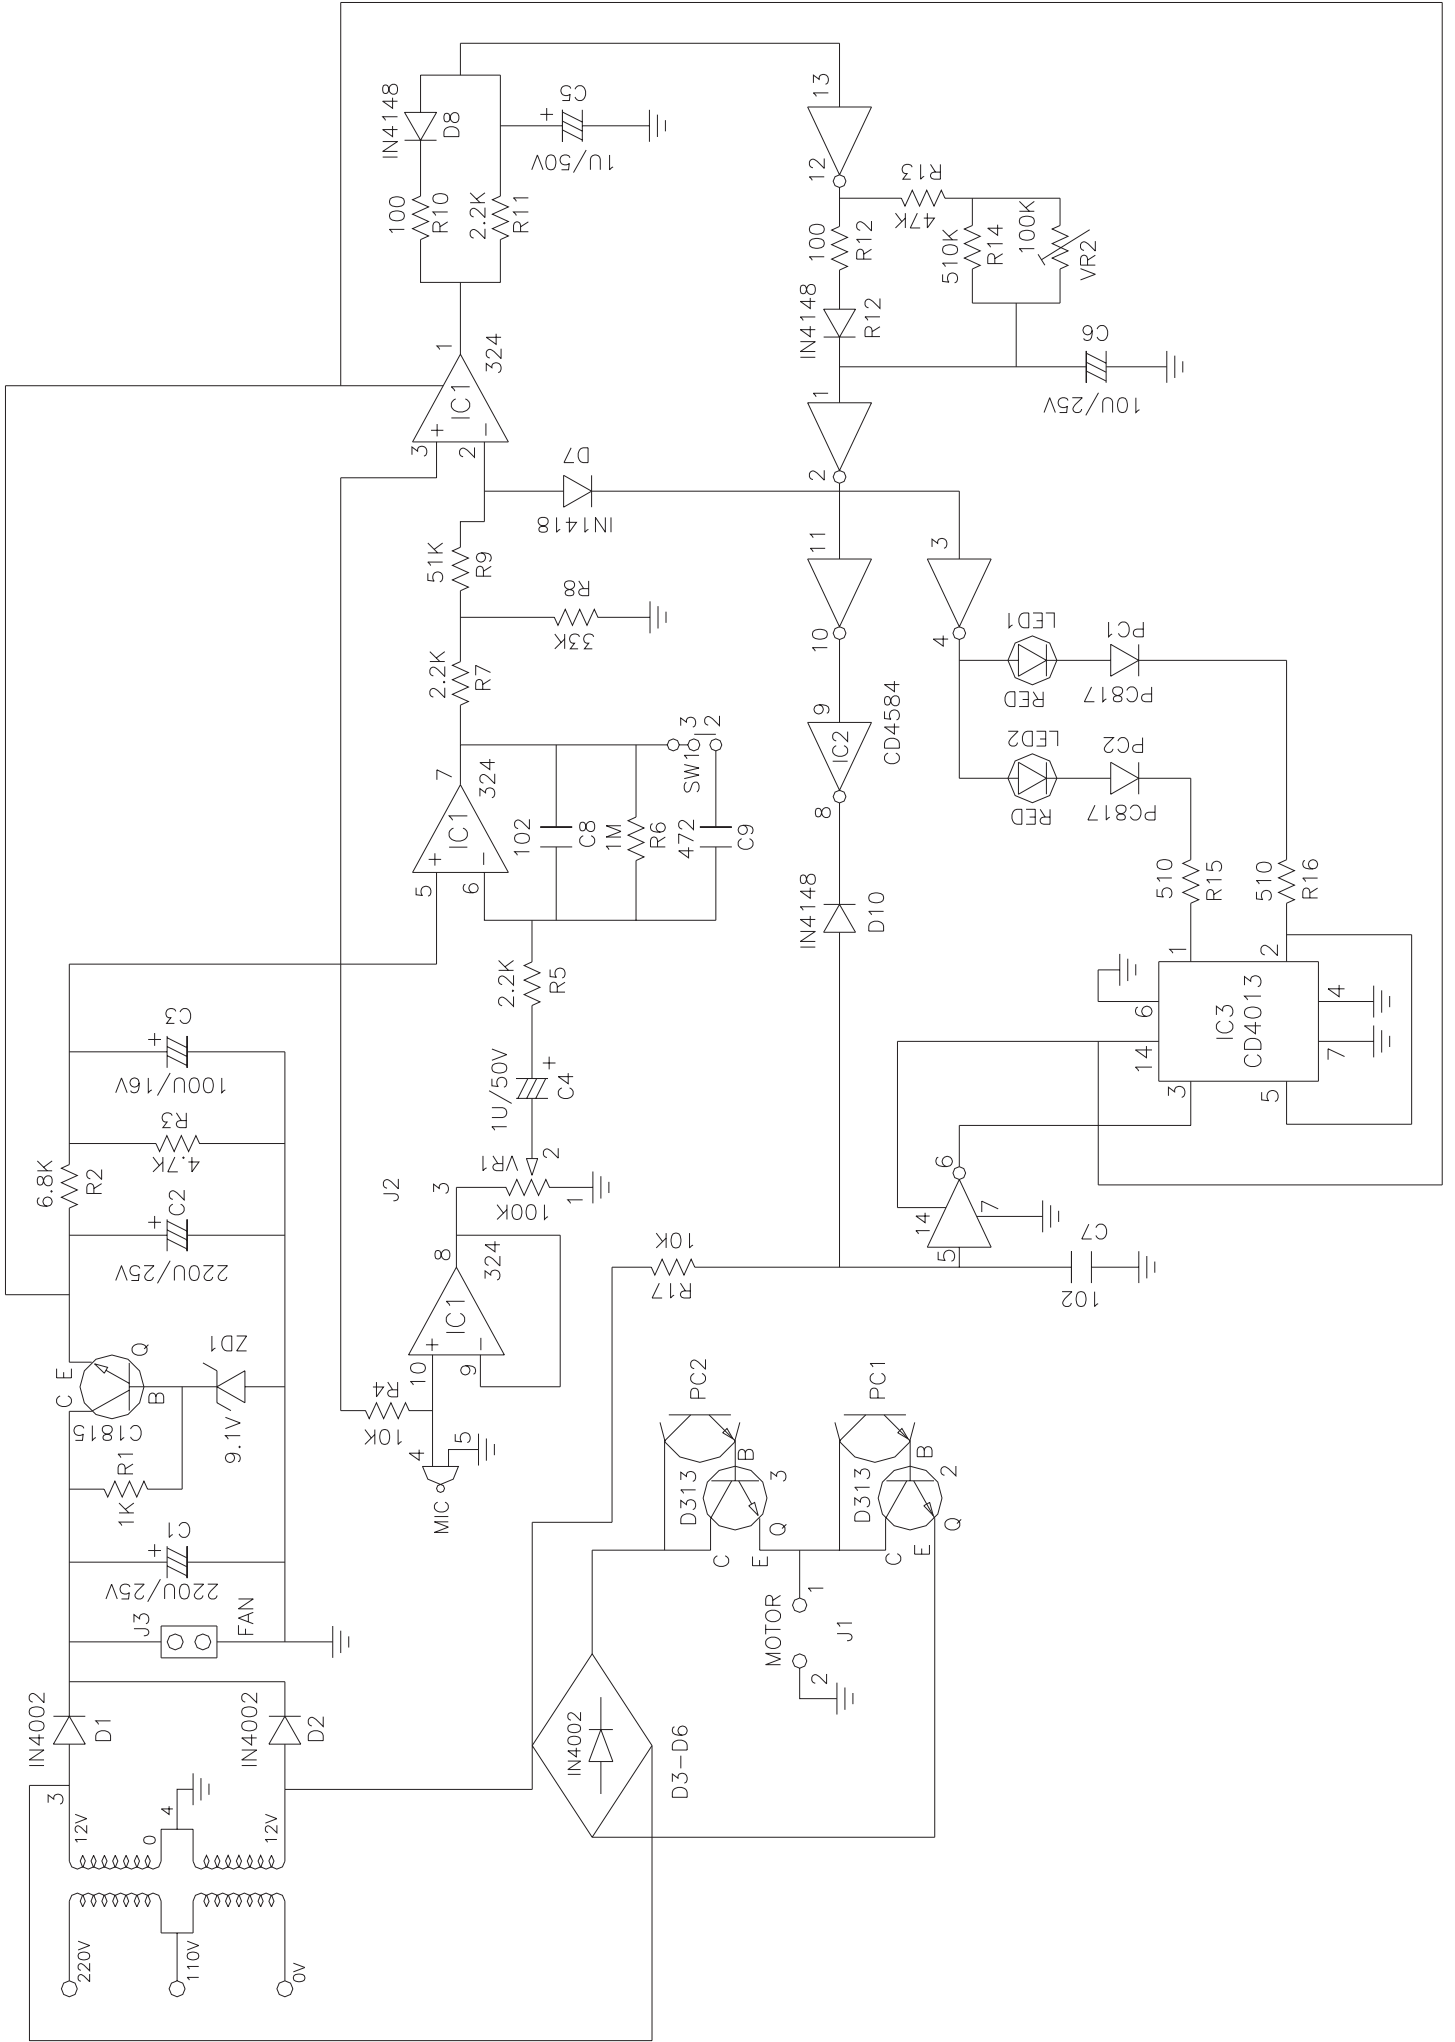 220V
110V
0V
12V
0
12V
3
4
IN4002
D1
IN4002
D2
J3
FAN
220U/25V
C1
1K
R1
C1815
C
E
B
Q
9.1V
ZD1
220U/25V
C2
6.8K
R2
4.7K
R3
100U/16V
C3
IN4002
D3-D6
MOTOR
2
1
J1
D313
C
E
B
Q
3
PC2
D313
C
E
B
Q
2
PC1
MIC
4
5
10K
R4
10
9
+
-
IC1
8
324
J2
3
100K
VR1
1
2
1U/50V
+
C4
2.2K
R5
5
6
+
-
IC1
7
324
102
C8
1M
R6
472
C9
SW1
3
2
2.2K
R7
33K
R8
51K
R9
IN1418
D7
3
2
+
-
IC1
1
324
100
R10
IN4148
D8
2.2K
R11
1U/50V
+
C5
13
12
47K
R13
100
R12
IN4148
R12
510K
R14
100K
VR2
10U/25V
C6
1
2
11
10
9
IC2
8
CD4584
IN4148
D10
3
4
RED
LED1
PC817
PC1
RED
LED2
PC817
PC2
510
R15
510
R16
1
2
6
14
IC3
CD4013
4
7
3
5
R17
10K
5
14
7
6
102
C7